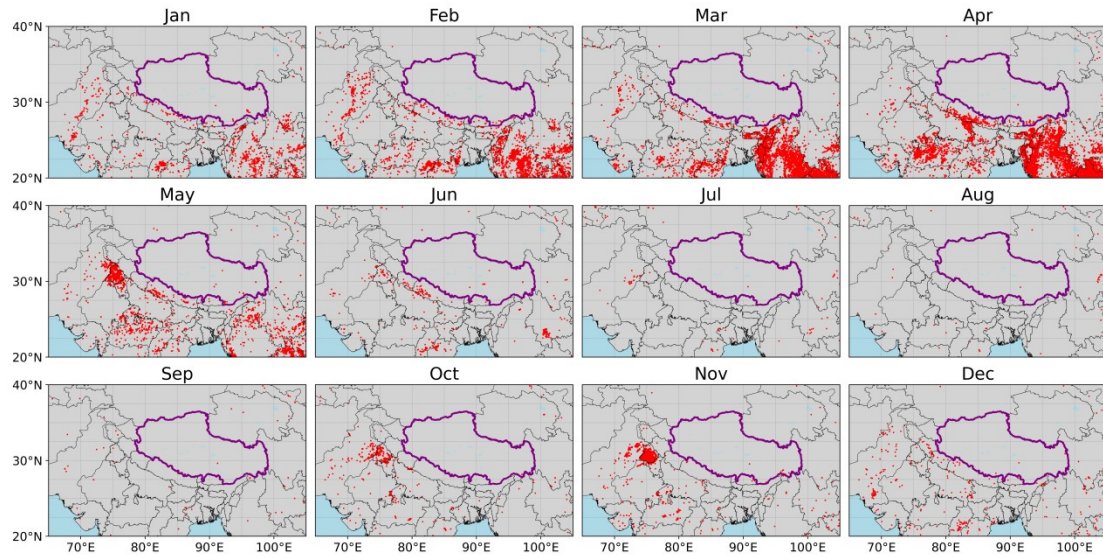 Jan Feb Mar Apr
40°N
30°N
20°N
May Jun Jul Aug
40°N
30°N
20°N
Sep Oct Nov Dec
40°N
30°N
20°N
70°E 80°E 90°E 100°E 70°E 80°E 90°E 100°E 70°E 80°E 90°E 100°E 70°E 80°E 90°E 100°E